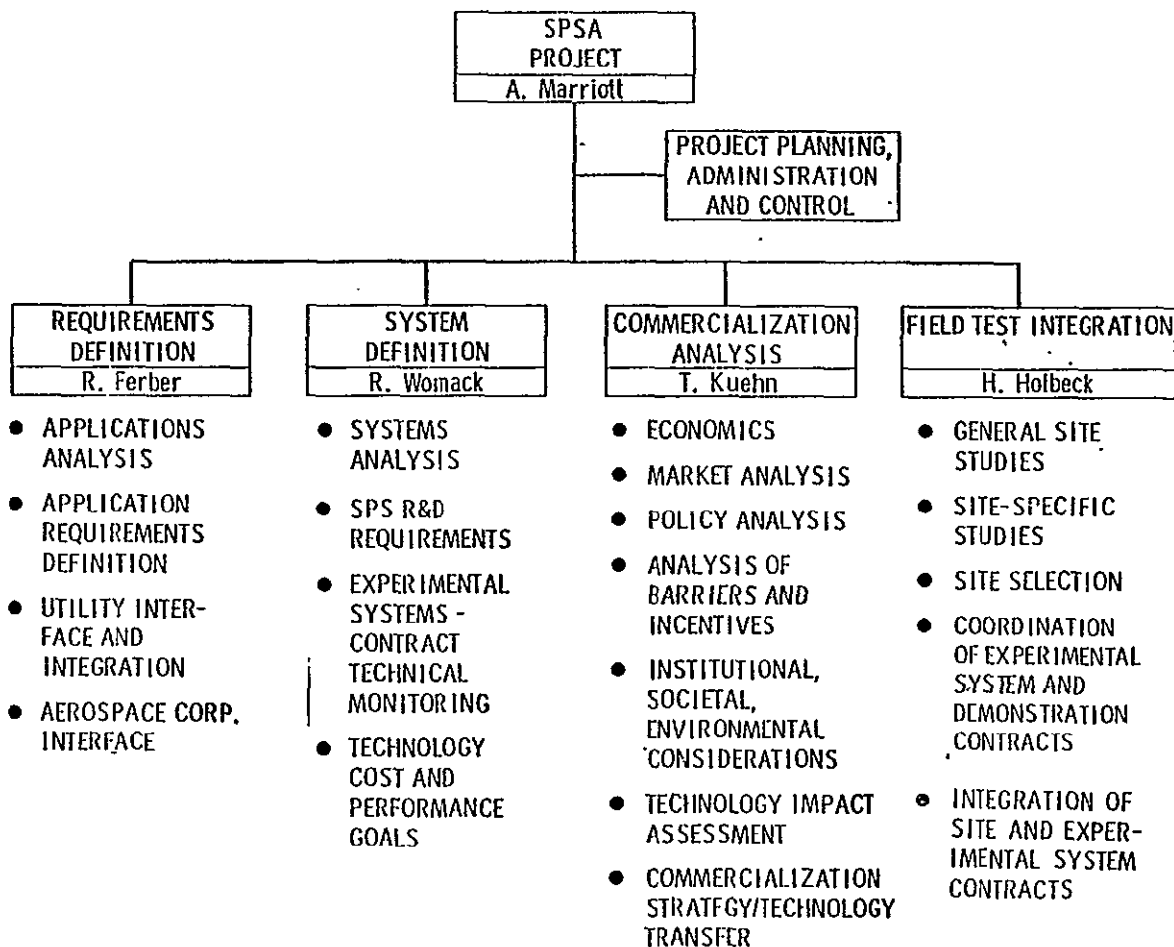 SPSA
PROJECT
A. Marriott
PROJECT PLANNING,
ADMINISTRATION
AND CONTROL
REQUIREMENTS
DEFINITION
R. Ferber
● APPLICATIONS
ANALYSIS
● APPLICATION
REQUIREMENTS
DEFINITION
● UTILITY INTER-
FACE AND
INTEGRATION
● AEROSPACE CORP.
INTERFACE
SYSTEM
DEFINITION
R. Womack
● SYSTEMS
ANALYSIS
● SPS R&D
REQUIREMENTS
● EXPERIMENTAL
SYSTEMS -
CONTRACT
TECHNICAL
MONITORING
● TECHNOLOGY
COST AND
PERFORMANCE
GOALS
COMMERCIALIZATION
ANALYSIS
T. Kuehn
● ECONOMICS
● MARKET ANALYSIS
● POLICY ANALYSIS
● ANALYSIS OF
BARRIERS AND
INCENTIVES
● INSTITUTIONAL,
SOCIETAL,
ENVIRONMENTAL
CONSIDERATIONS
● TECHNOLOGY IMPACT
ASSESSMENT
● COMMERCIALIZATION
STRATEGY/TECHNOLOGY
TRANSFER
FIELD TEST INTEGRATION
H. Holbeck
● GENERAL SITE
STUDIES
● SITE-SPECIFIC
STUDIES
● SITE SELECTION
● COORDINATION
OF EXPERIMENTAL
SYSTEM AND
DEMONSTRATION
CONTRACTS
● INTEGRATION OF
SITE AND EXPER-
IMENTAL SYSTEM
CONTRACTS